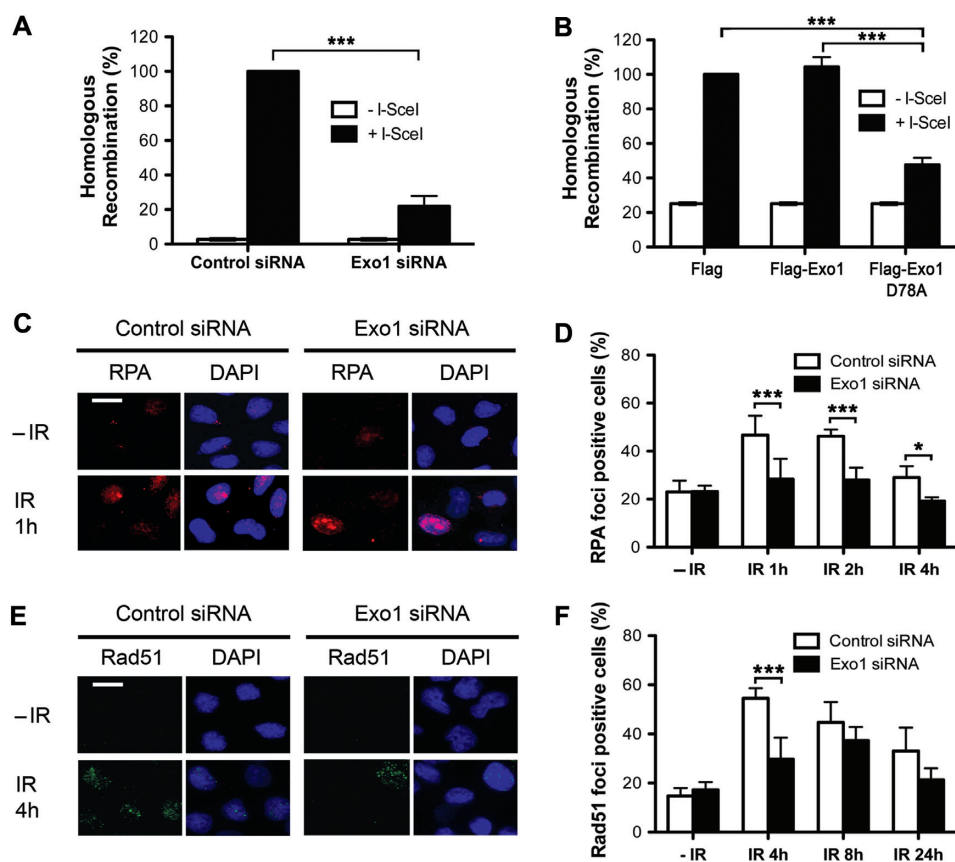 A
Homologous
Recombination (%)
120
100
80
60
40
20
0
***
- I-SceI
+ I-SceI
Control siRNA
Exo1 siRNA
B
Homologous
Recombination (%)
120
100
80
60
40
20
0
***
***
- I-SceI
+ I-SceI
Flag
Flag-Exo1
Flag-Exo1
D78A
C
Control siRNA
Exo1 siRNA
RPA
DAPI
RPA
DAPI
– IR
IR
1h
D
RPA foci positive cells (%)
80
60
40
20
0
Control siRNA
Exo1 siRNA
***
***
*
– IR
IR 1h
IR 2h
IR 4h
E
Control siRNA
Exo1 siRNA
Rad51
DAPI
Rad51
DAPI
– IR
IR
4h
F
Rad51 foci positive cells (%)
80
60
40
20
0
Control siRNA
Exo1 siRNA
***
- IR
IR 4h
IR 8h
IR 24h